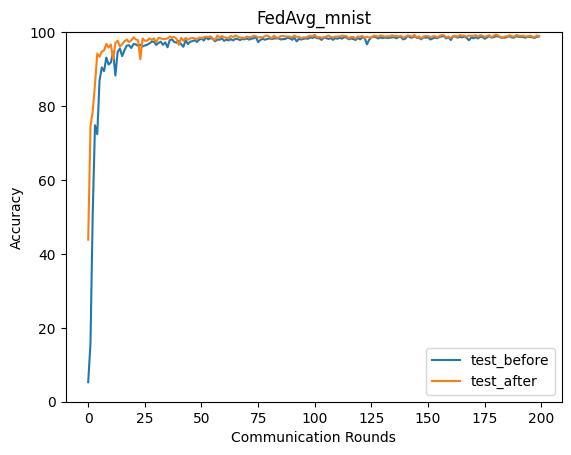 FedAvg_mnist
100
80
60
40
20
0
Accuracy
0 25 50 75 100 125 150 175 200
Communication Rounds
test_before
test_after